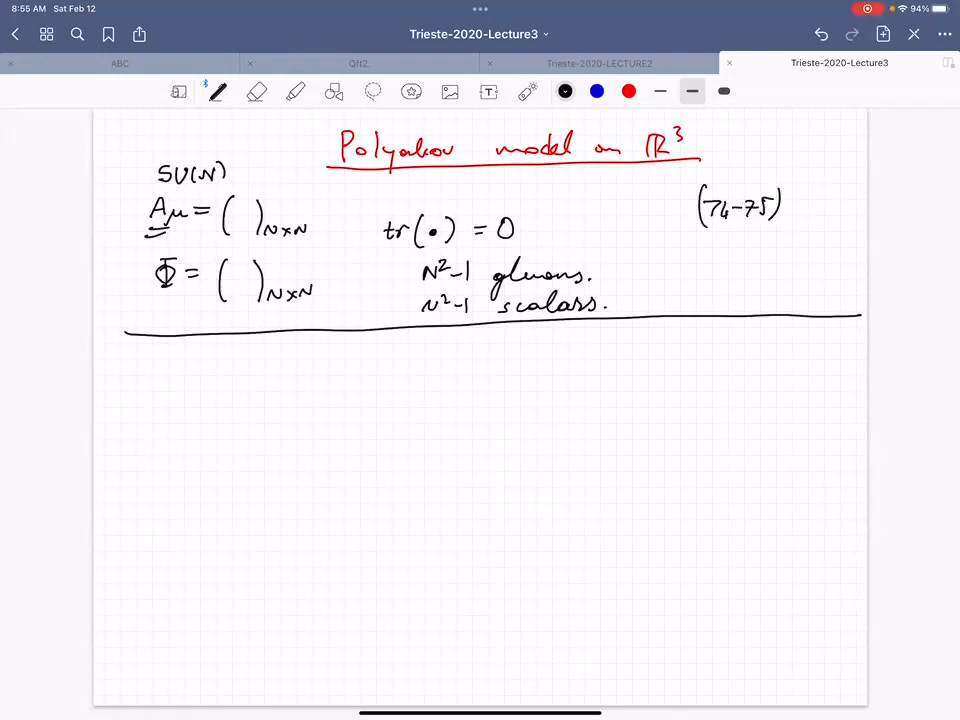 8:55 AM Sat Feb 12
94%
Trieste-2020-Lecture3
ABC
Qft2.
Trieste-2020-LECTURE2
Trieste-2020-Lecture3
Polyakov model on ℝ³
SU(N)
Aμ = ( )N×N
tr(•) = 0
(74-75)
Φ = ( )N×N
N²-1 gluons.
N²-1 scalars.